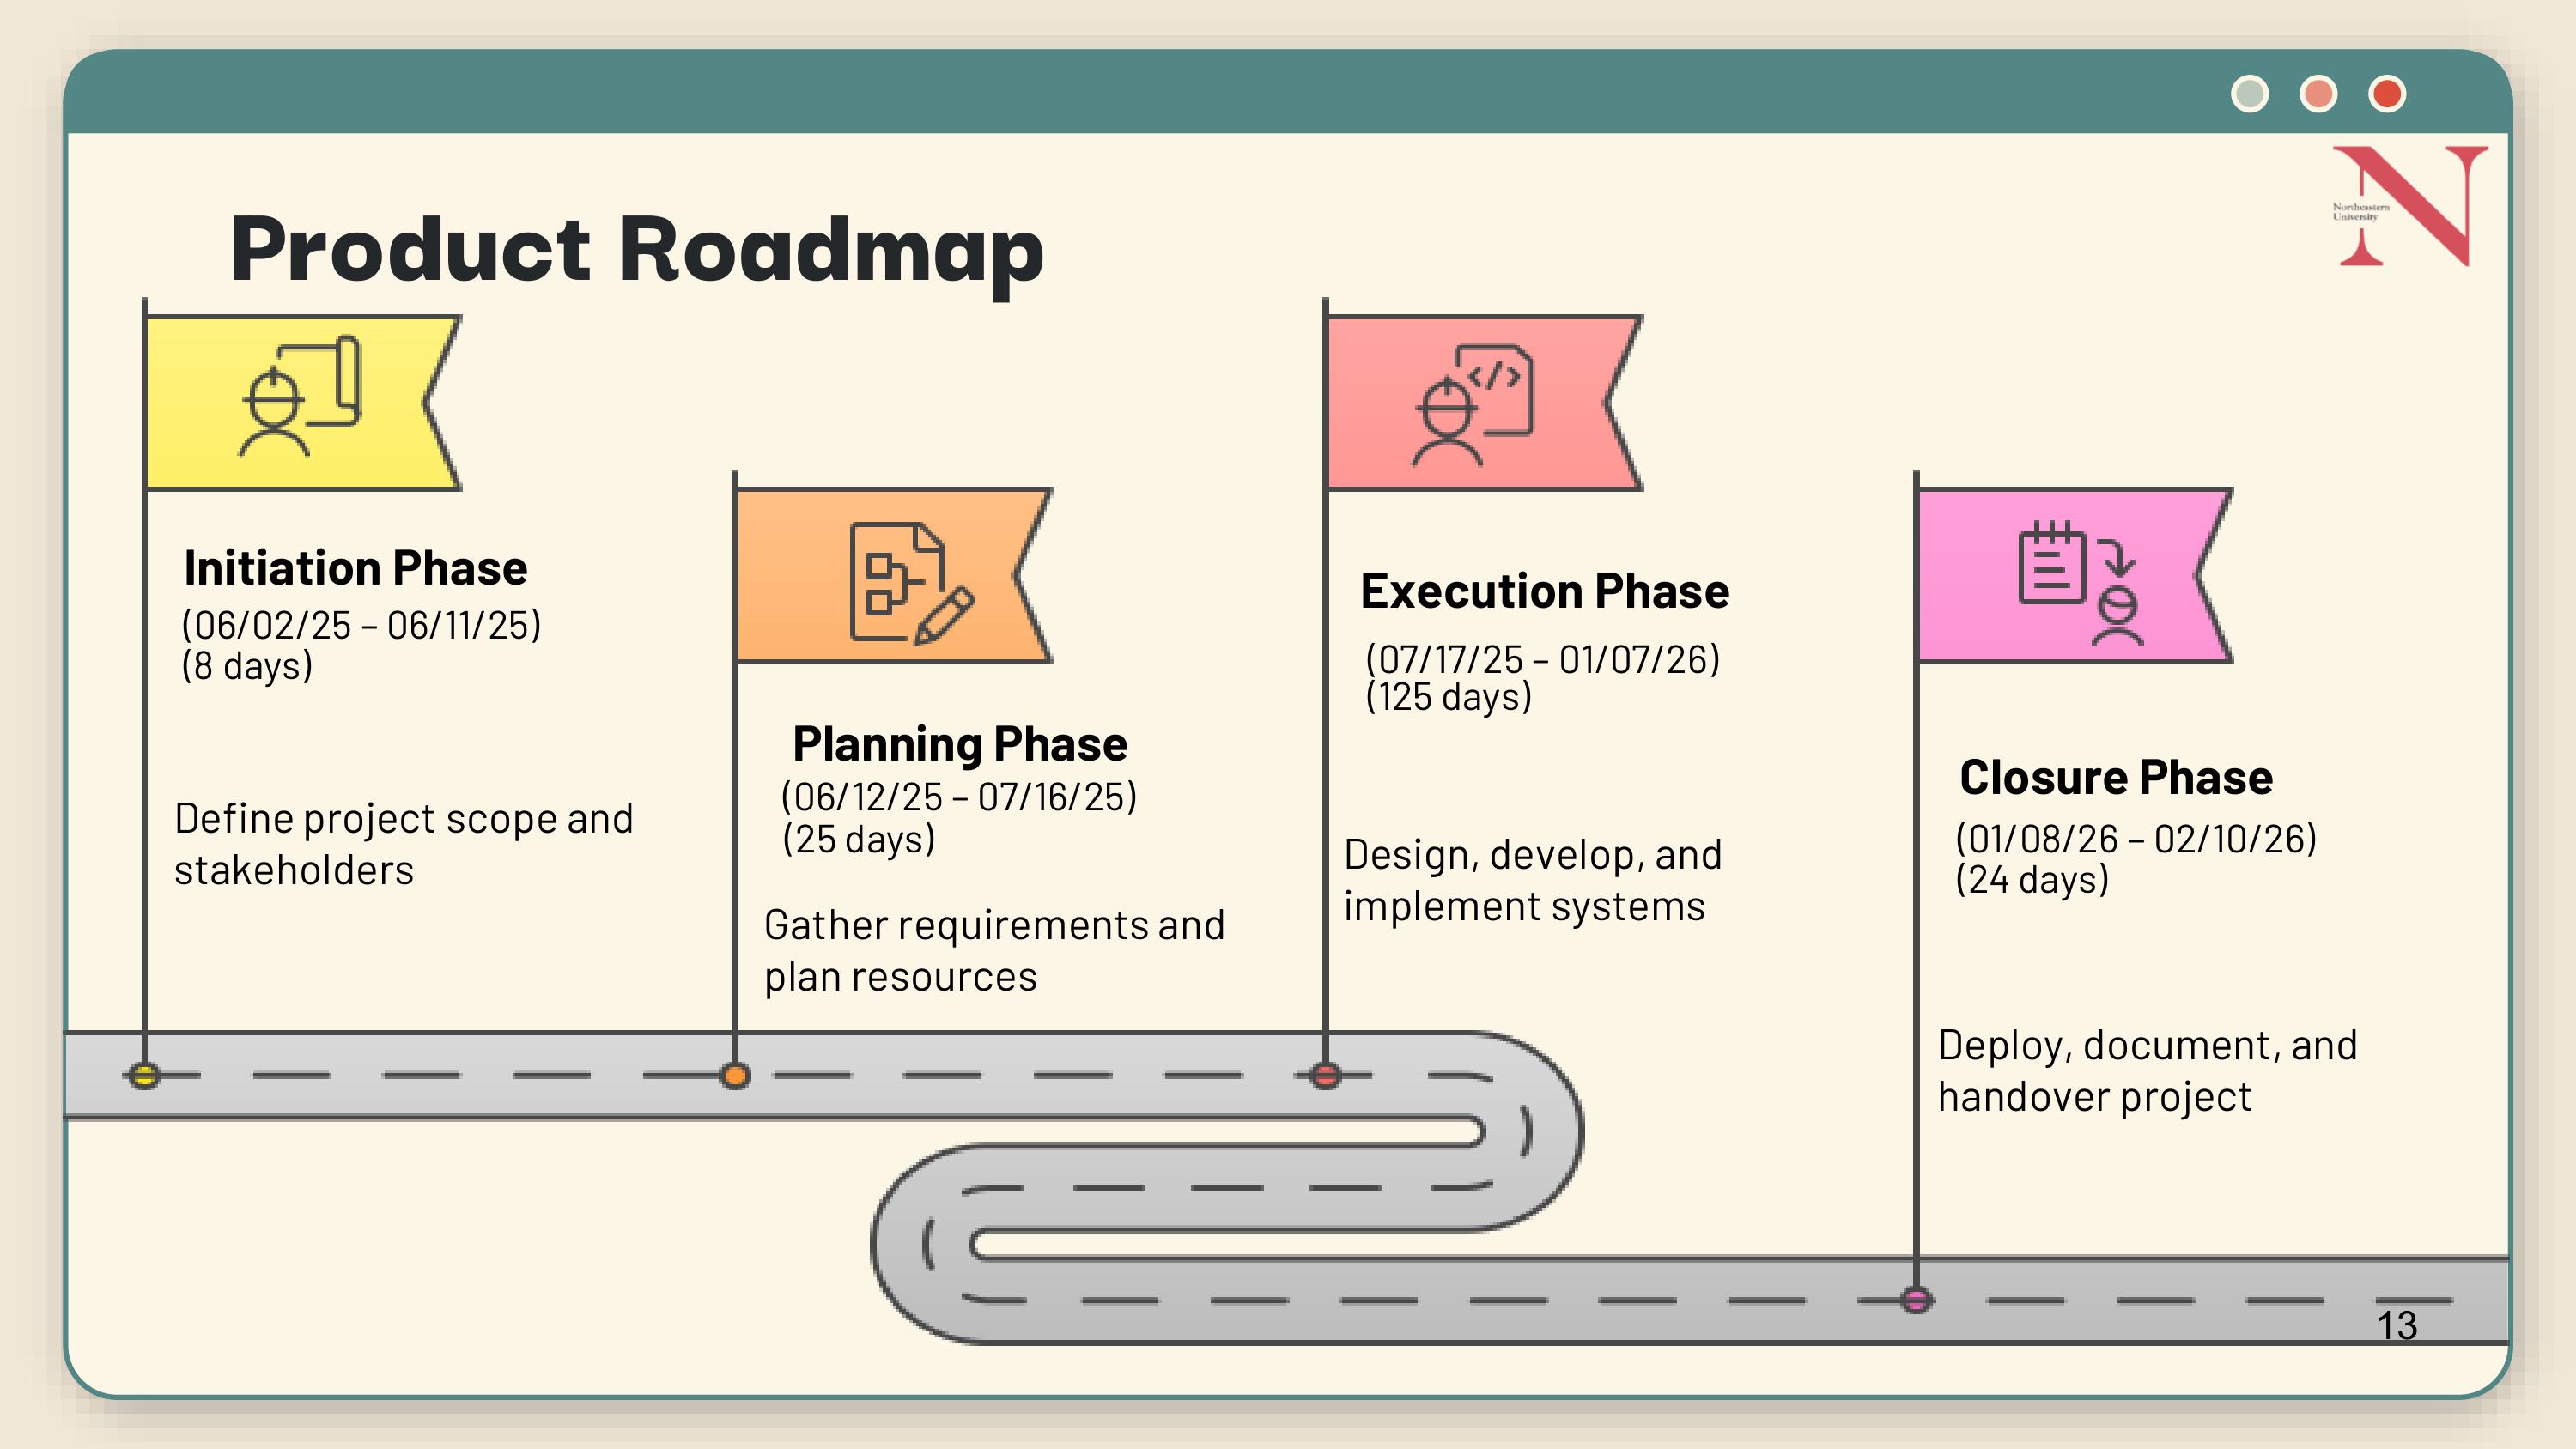 Northeastern
University
Product Roadmap
</>
Initiation Phase
(06/02/25 – 06/11/25)
(8 days)
Define project scope and
stakeholders
Planning Phase
(06/12/25 – 07/16/25)
(25 days)
Gather requirements and
plan resources
Execution Phase
(07/17/25 – 01/07/26)
(125 days)
Design, develop, and
implement systems
Closure Phase
(01/08/26 – 02/10/26)
(24 days)
Deploy, document, and
handover project
13